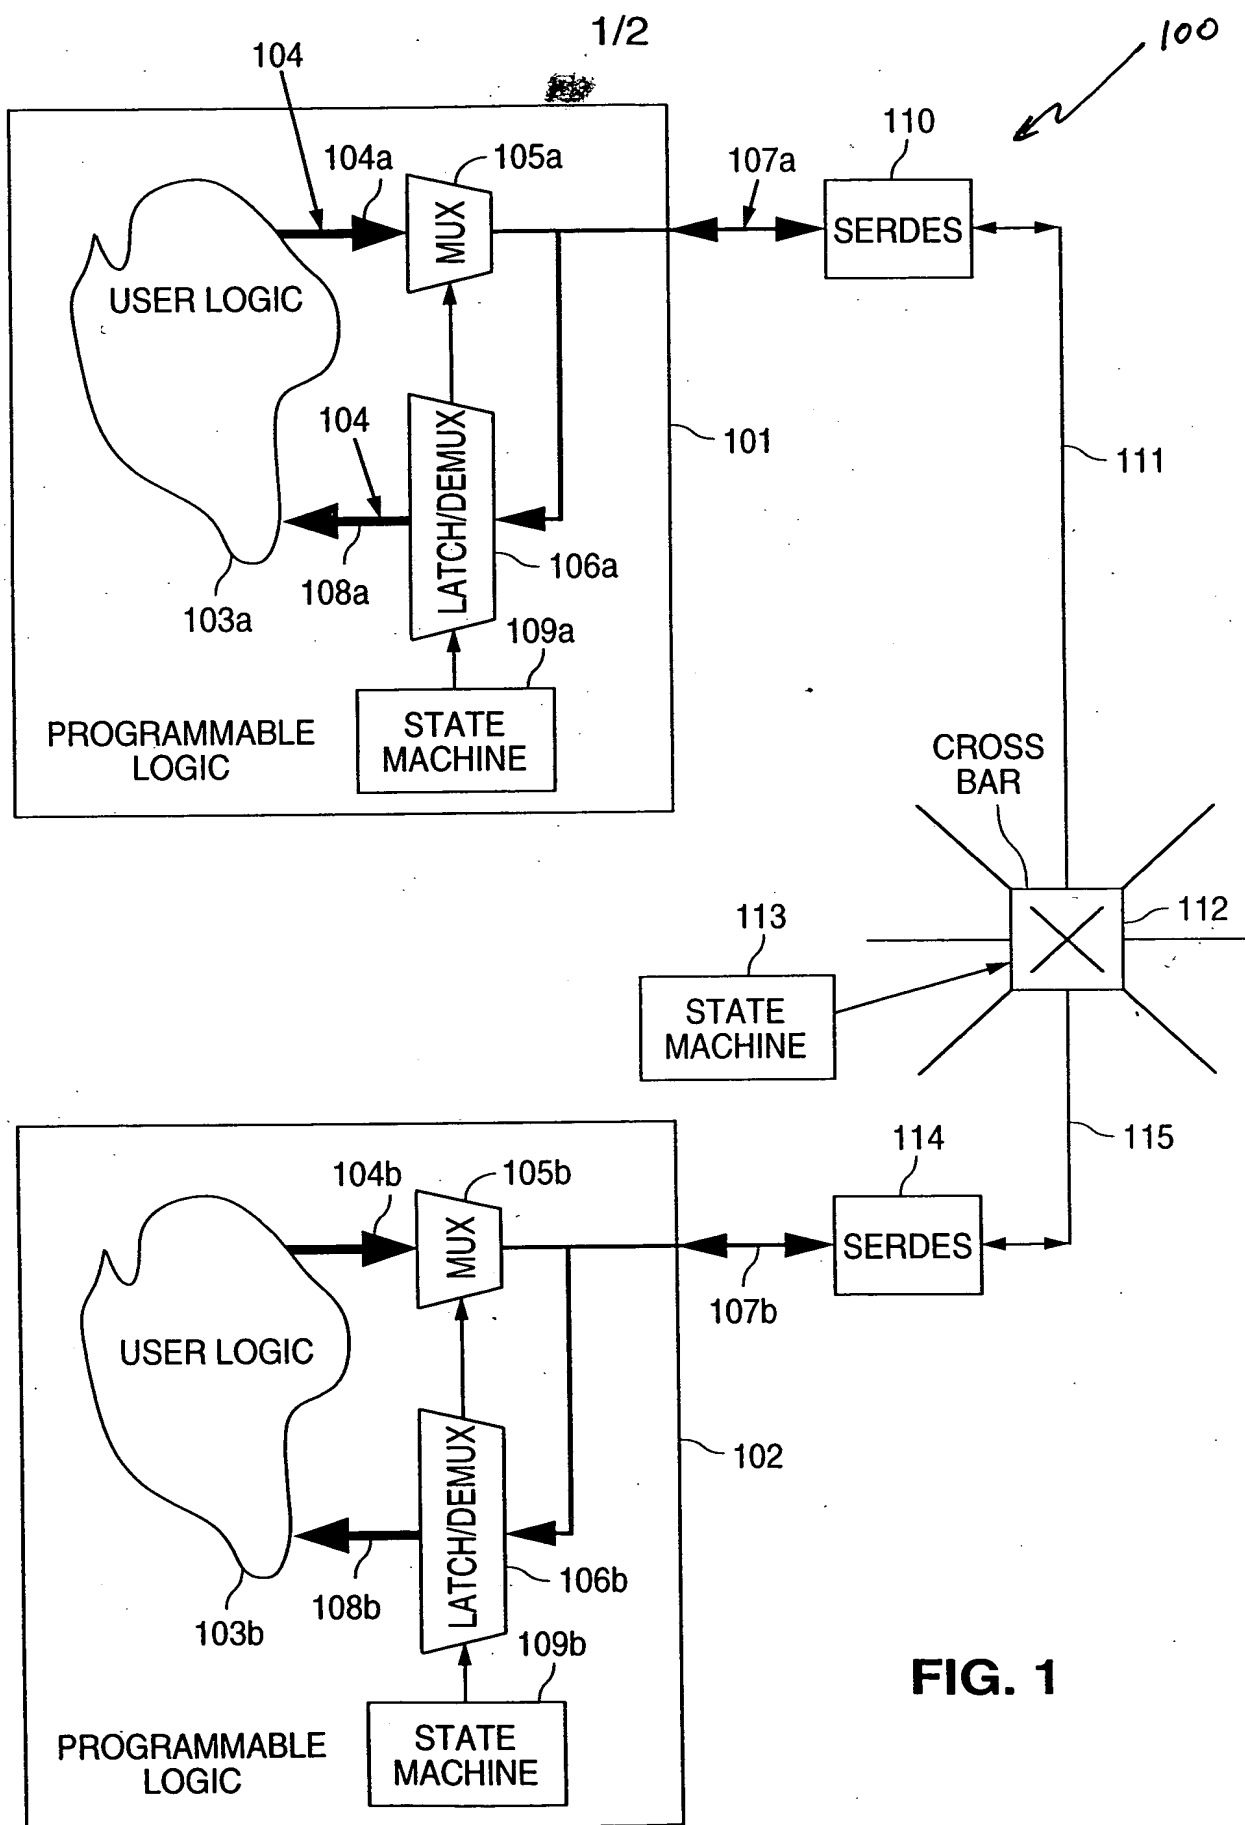 1/2
100
104
110
104a
105a
107a
MUX
SERDES
USER LOGIC
104
101
111
LATCH/DEMUX
106a
108a
103a
109a
PROGRAMMABLE
LOGIC
STATE
MACHINE
CROSS
BAR
113
112
STATE
MACHINE
114
115
104b
105b
MUX
SERDES
107b
USER LOGIC
102
LATCH/DEMUX
106b
108b
103b
109b
FIG. 1
PROGRAMMABLE
LOGIC
STATE
MACHINE